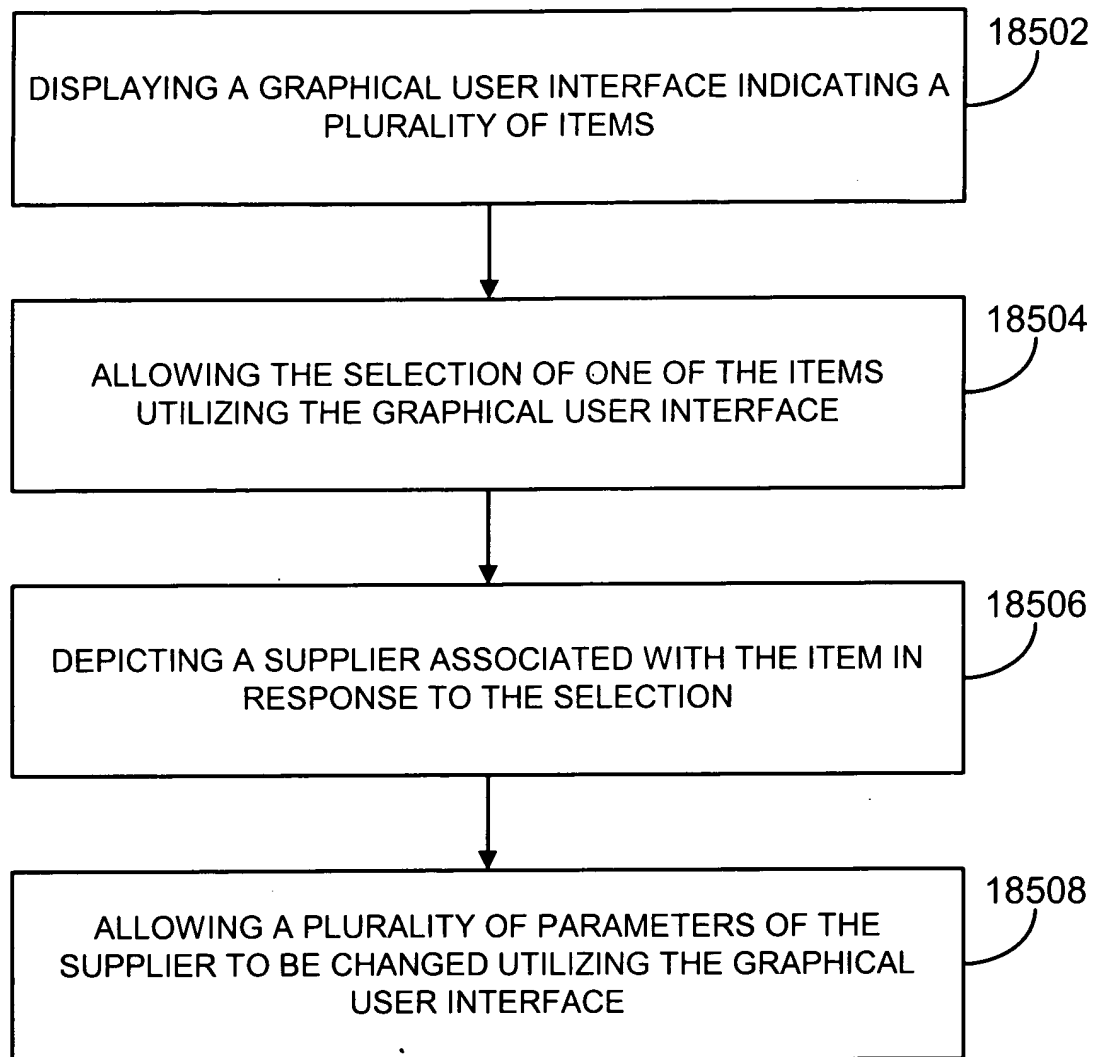 18502
DISPLAYING A GRAPHICAL USER INTERFACE INDICATING A
PLURALITY OF ITEMS
18504
ALLOWING THE SELECTION OF ONE OF THE ITEMS
UTILIZING THE GRAPHICAL USER INTERFACE
18506
DEPICTING A SUPPLIER ASSOCIATED WITH THE ITEM IN
RESPONSE TO THE SELECTION
18508
ALLOWING A PLURALITY OF PARAMETERS OF THE
SUPPLIER TO BE CHANGED UTILIZING THE GRAPHICAL
USER INTERFACE